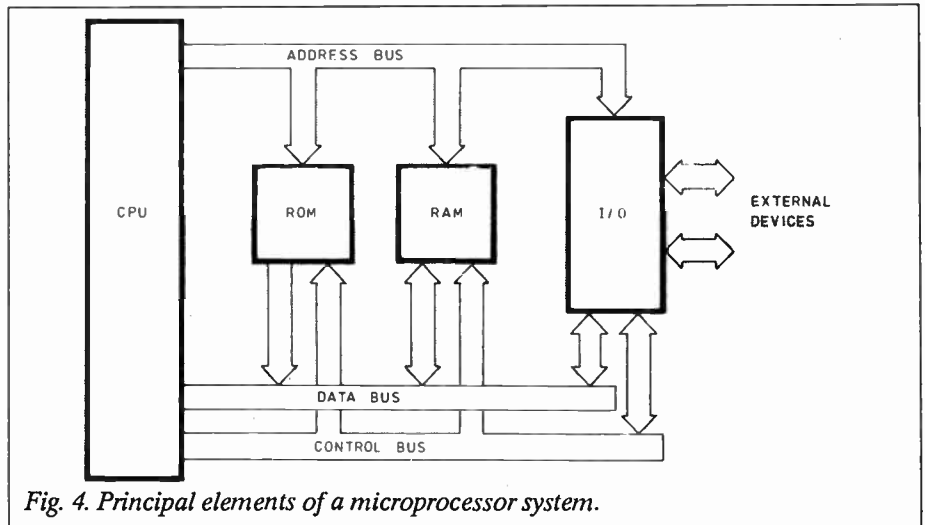 ADDRESS BUS
CPU
ROM
RAM
I/O
EXTERNAL
DEVICES
DATA BUS
CONTROL BUS
Fig. 4. Principal elements of a microprocessor system.